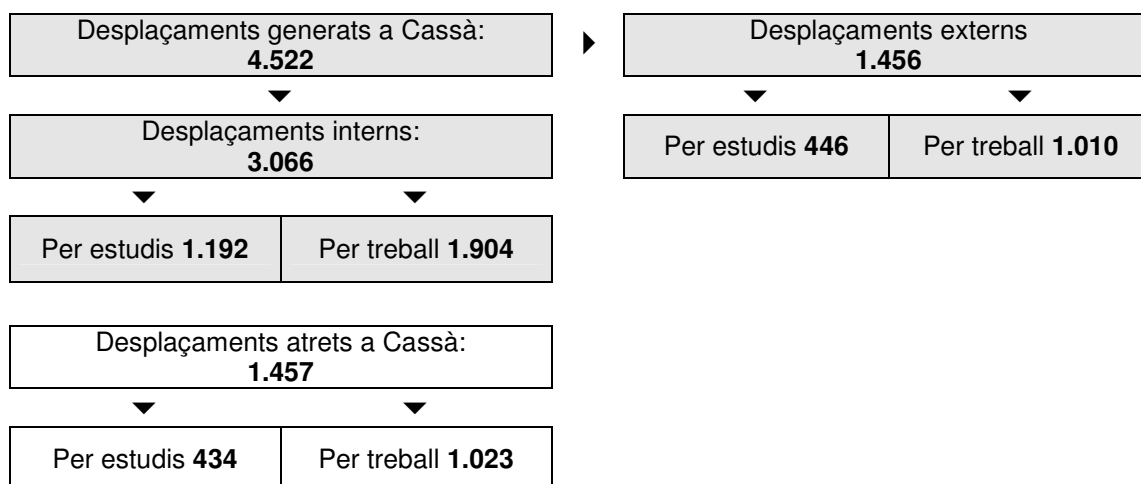 Desplaçaments generats a Cassà:
4.522
Desplaçaments externs
1.456
Desplaçaments interns:
3.066
Per estudis 446
Per treball 1.010
Per estudis 1.192
Per treball 1.904
Desplaçaments atrets a Cassà:
1.457
Per estudis 434
Per treball 1.023